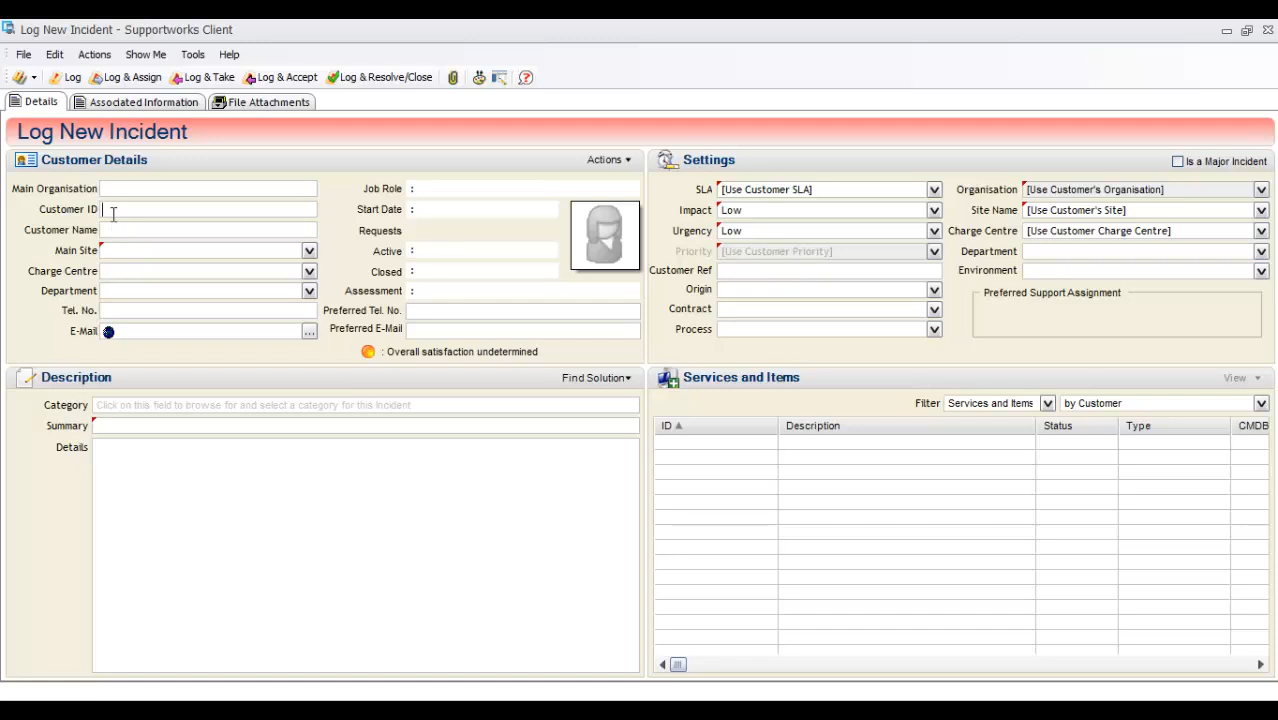 Log New Incident - Supportworks Client
File Edit Actions Show Me Tools Help
Log Log & Assign Log & Take Log & Accept Log & Resolve/Close
Details Associated Information File Attachments
Log New Incident
Customer Details Actions
Main Organisation
Customer ID
Customer Name
Main Site
Charge Centre
Department
Tel. No.
E-Mail ...
Job Role :
Start Date :
Requests
Active :
Closed :
Assessment :
Preferred Tel. No.
Preferred E-Mail
: Overall satisfaction undetermined
Settings Is a Major Incident
SLA [Use Customer SLA]
Impact Low
Urgency Low
Priority [Use Customer Priority]
Customer Ref
Origin
Contract
Process
Organisation [Use Customer's Organisation]
Site Name [Use Customer's Site]
Charge Centre [Use Customer Charge Centre]
Department
Environment
Preferred Support Assignment
Description Find Solution
Category Click on this field to browse for and select a category for this Incident
Summary
Details
Services and Items View
Filter Services and Items by Customer
ID Description Status Type CMDB